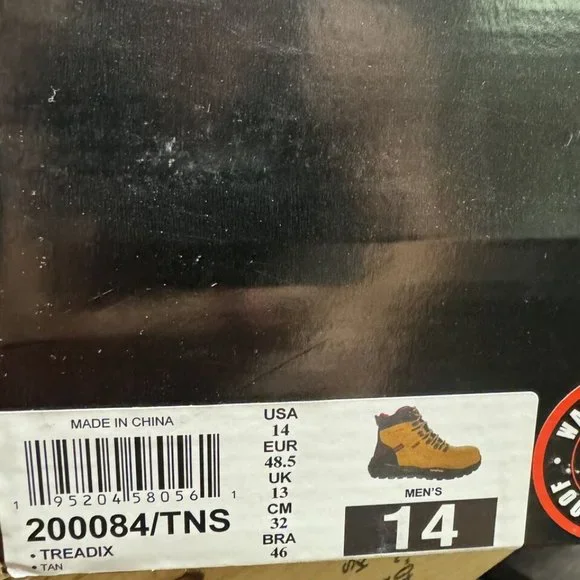 MADE IN CHINA
1 95204 58056 1
200084/TNS
• TREADIX
• TAN
USA
14
EUR
48.5
UK
13
CM
32
BRA
46
MEN'S
14